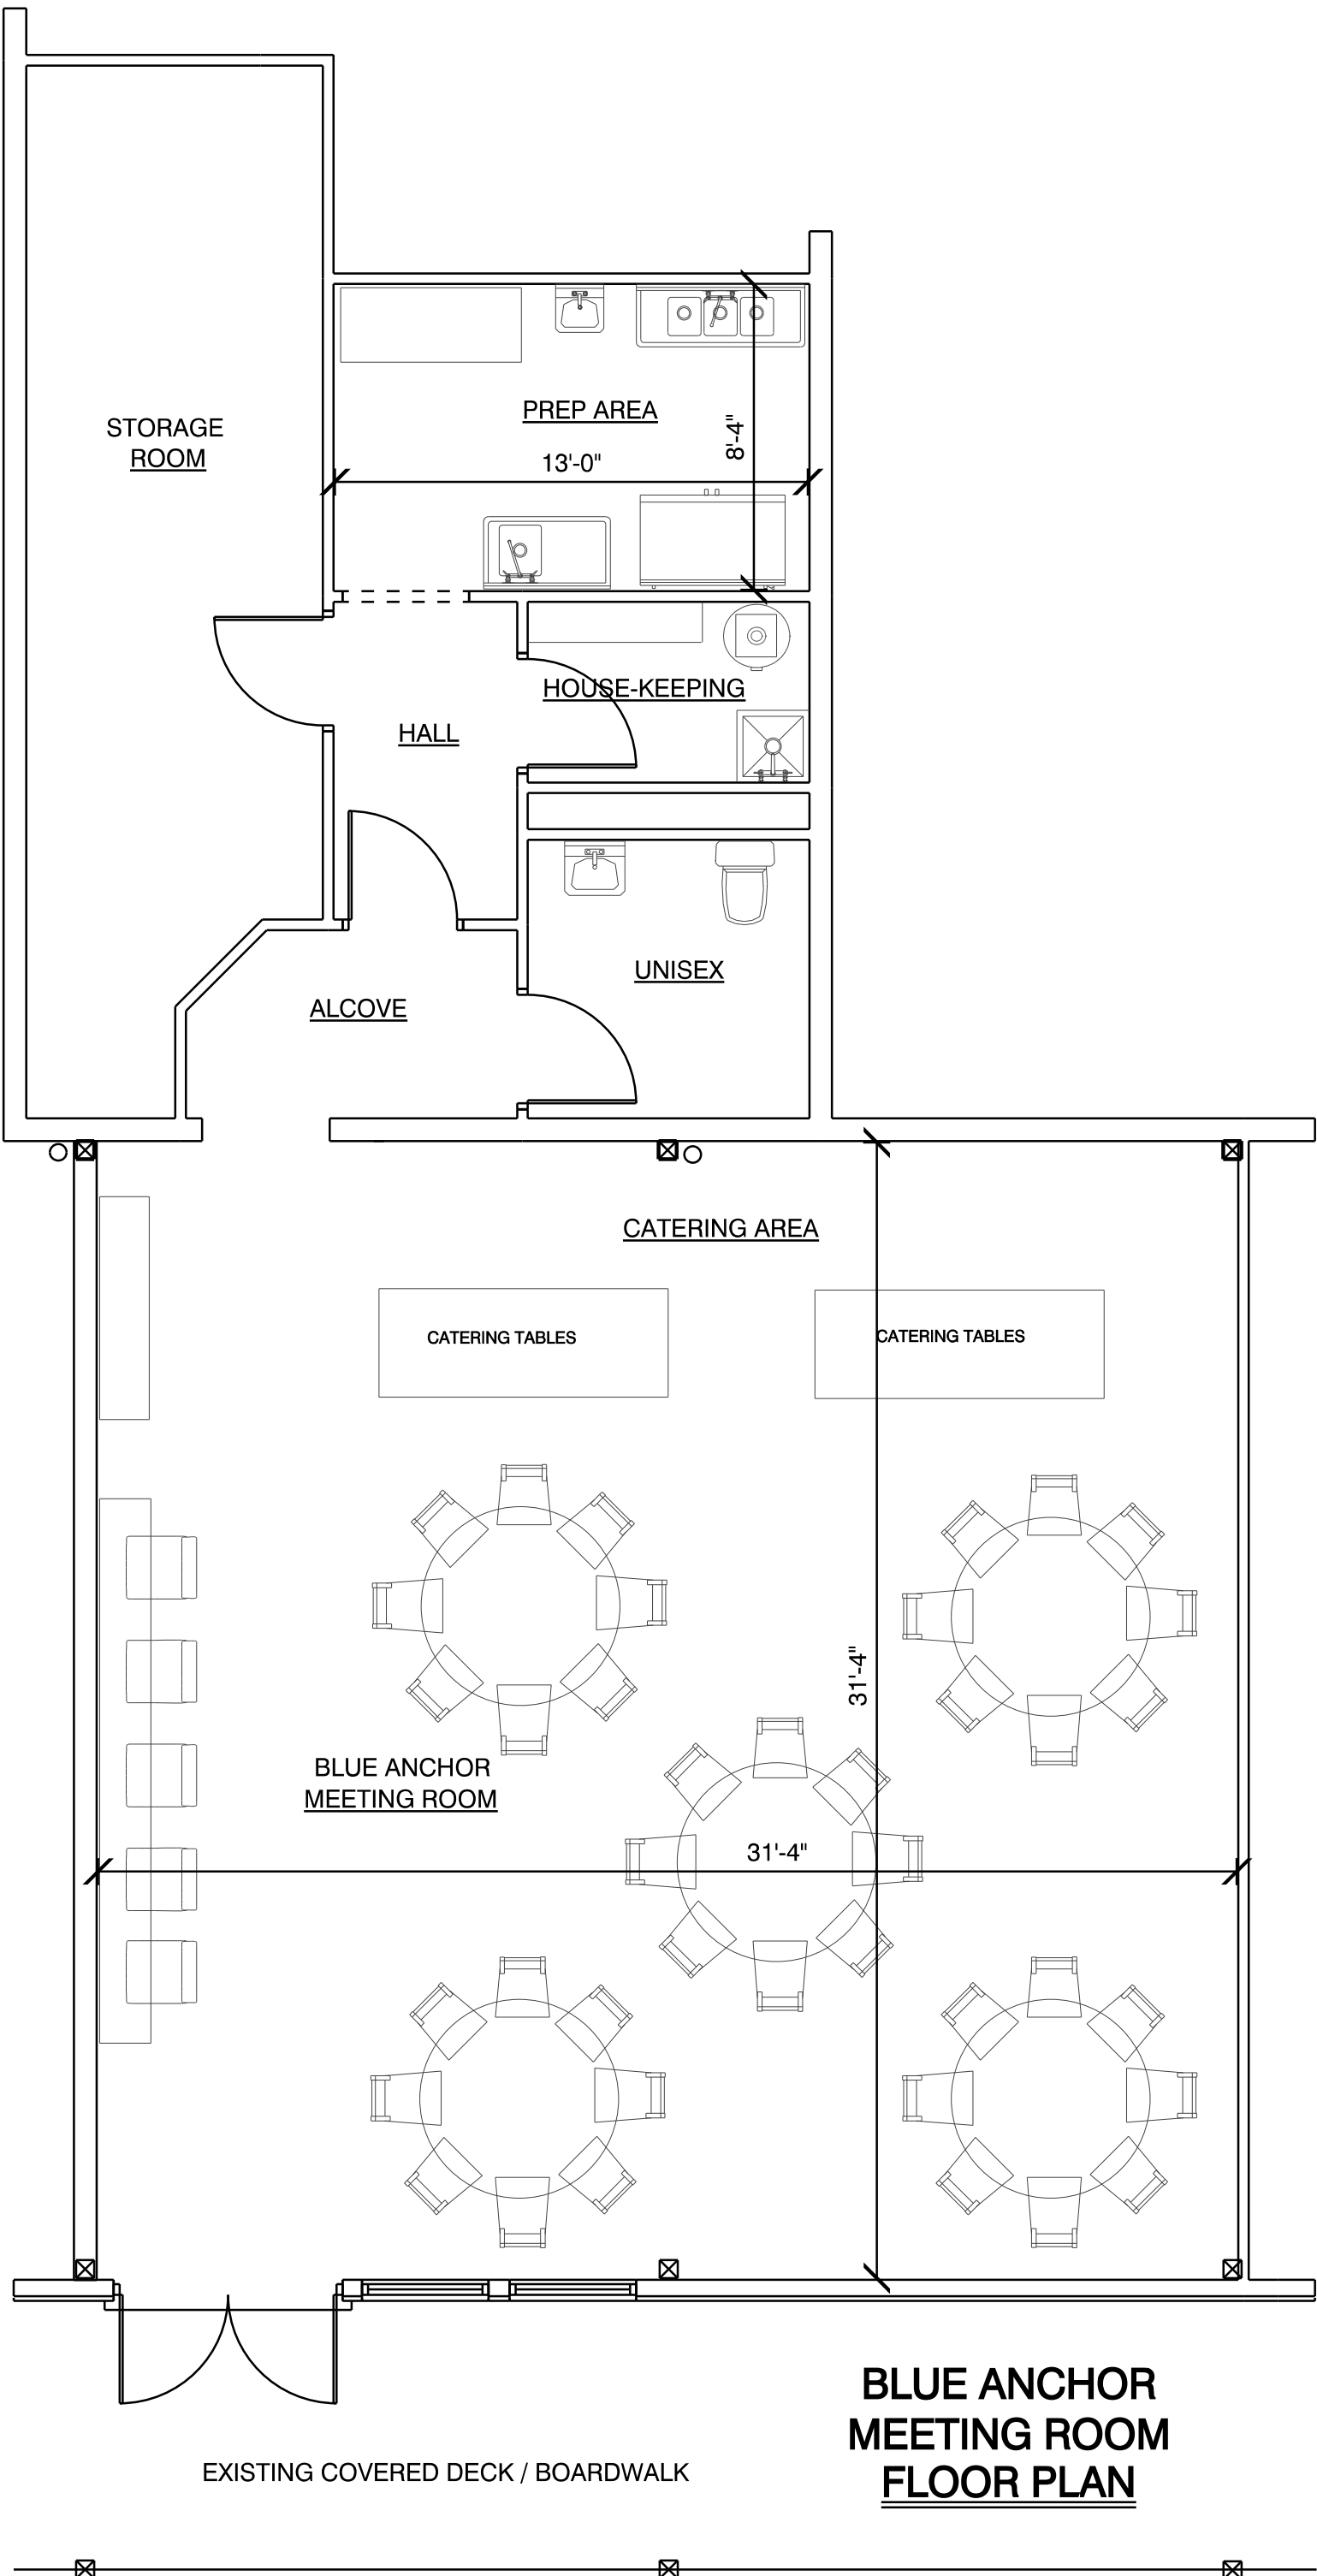 STORAGE
ROOM
PREP AREA
8'-4"
13'-0"
HOUSE-KEEPING
HALL
UNISEX
ALCOVE
CATERING AREA
CATERING TABLES
CATERING TABLES
31'-4"
BLUE ANCHOR
MEETING ROOM
31'-4"
BLUE ANCHOR
MEETING ROOM
FLOOR PLAN
EXISTING COVERED DECK / BOARDWALK